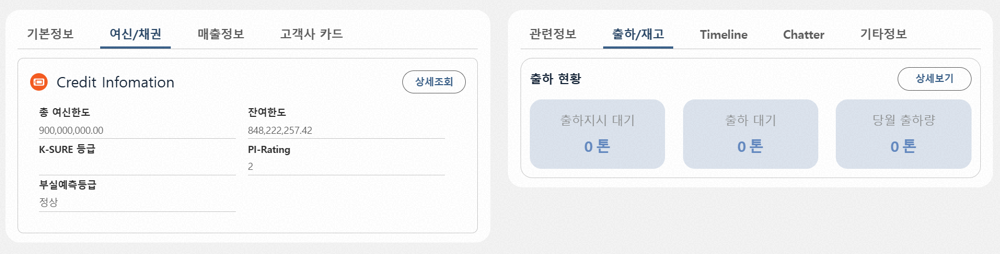 기본정보 여신/채권 매출정보 고객사 카드
Credit Infomation 상세조회
총 여신한도 잔여한도
900,000,000.00 848,222,257.42
K-SURE 등급 PI-Rating
2
부실예측등급
정상
관련정보 출하/재고 Timeline Chatter 기타정보
출하 현황 상세보기
출하지시 대기 출하 대기 당월 출하량
0 톤 0 톤 0 톤